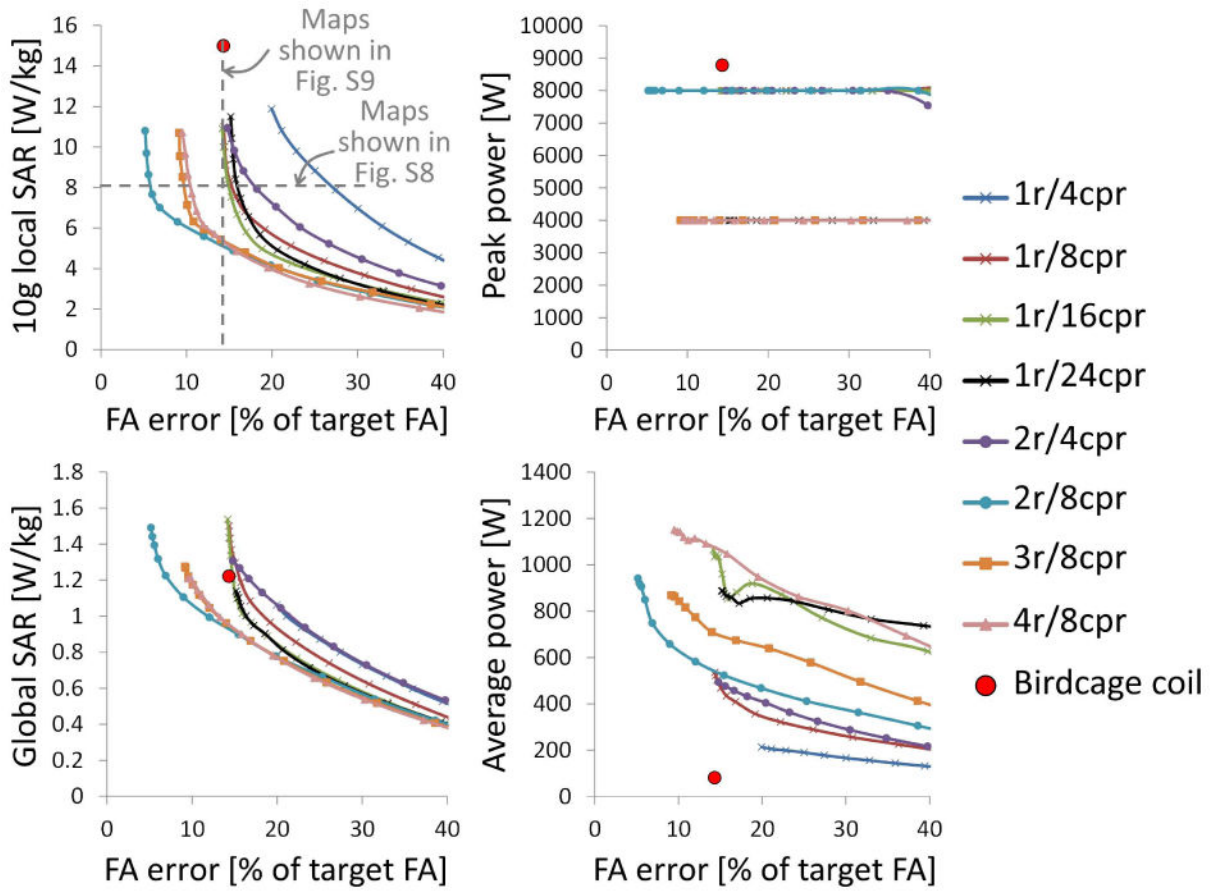 10g local SAR [W/kg]
16
14
12
10
8
6
4
2
0
0 10 20 30 40
FA error [% of target FA]
Maps
shown in
Fig. S9
Maps
shown in
Fig. S8
Peak power [W]
10000
9000
8000
7000
6000
5000
4000
3000
2000
1000
0
0 10 20 30 40
FA error [% of target FA]
Global SAR [W/kg]
1.8
1.6
1.4
1.2
1
0.8
0.6
0.4
0.2
0
0 10 20 30 40
FA error [% of target FA]
Average power [W]
1400
1200
1000
800
600
400
200
0
0 10 20 30 40
FA error [% of target FA]
1r/4cpr
1r/8cpr
1r/16cpr
1r/24cpr
2r/4cpr
2r/8cpr
3r/8cpr
4r/8cpr
Birdcage coil